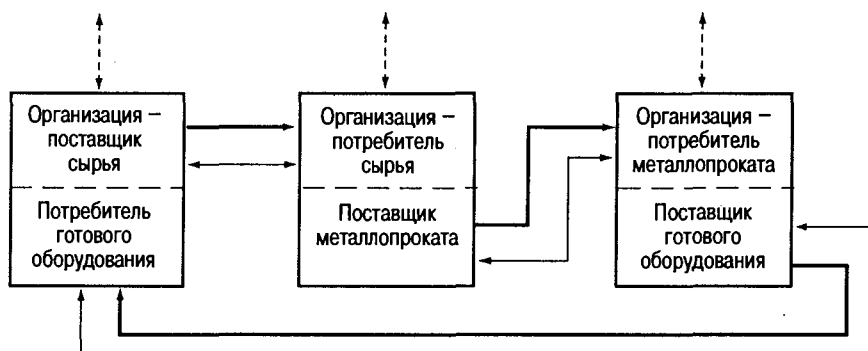 Организация –
поставщик
сырья
Потребитель
готового
оборудования
Организация –
потребитель
сырья
Поставщик
металлопроката
Организация –
потребитель
металлопроката
Поставщик
готового
оборудования